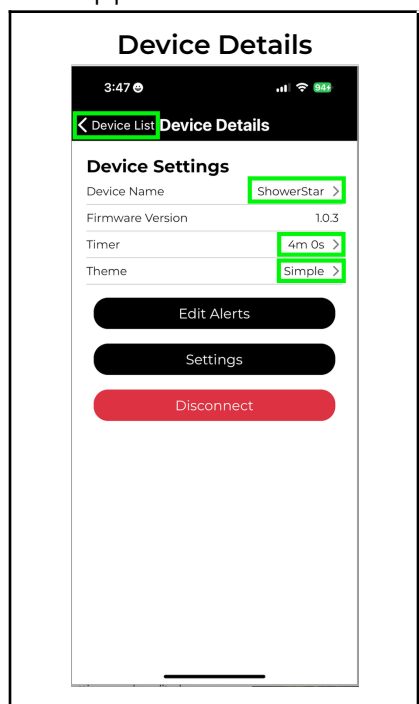 Device Details
3:47
94
Device List Device Details
Device Settings
Device Name ShowerStar
Firmware Version 1.0.3
Timer 4m 0s
Theme Simple
Edit Alerts
Settings
Disconnect